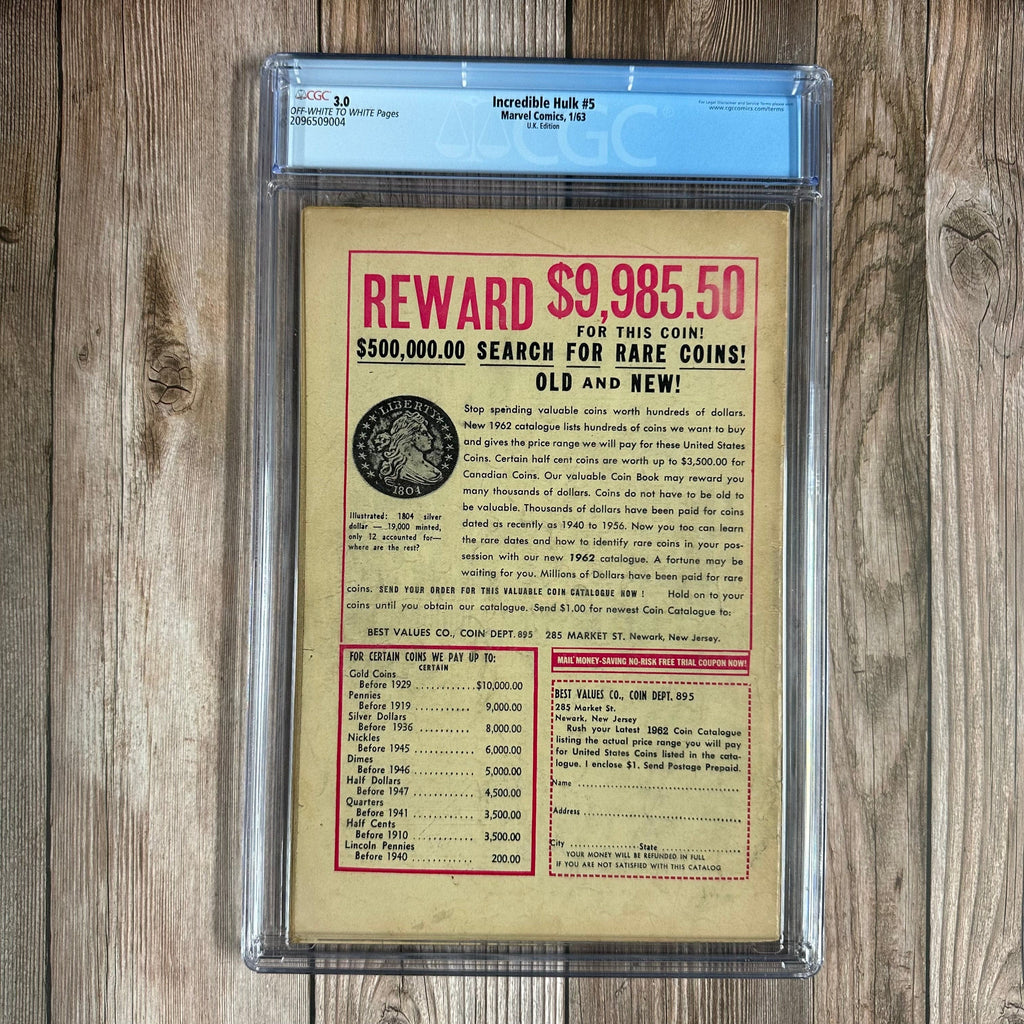 CGC 3.0
OFF-WHITE TO WHITE Pages
2096509004
Incredible Hulk #5
Marvel Comics, 1/63
U.K. Edition
For Legal Disclaimer and Service Terms please visit
www.cgccomics.com/terms
CGC
REWARD $9,985.50
FOR THIS COIN!
$500,000.00 SEARCH FOR RARE COINS!
OLD AND NEW!
LIBERTY
1804
Illustrated: 1804 silver
dollar — 19,000 minted,
only 12 accounted for—
where are the rest?
Stop spending valuable coins worth hundreds of dollars.
New 1962 catalogue lists hundreds of coins we want to buy
and gives the price range we will pay for these United States
Coins. Certain half cent coins are worth up to $3,500.00 for
Canadian Coins. Our valuable Coin Book may reward you
many thousands of dollars. Coins do not have to be old to
be valuable. Thousands of dollars have been paid for coins
dated as recently as 1940 to 1956. Now you too can learn
the rare dates and how to identify rare coins in your pos-
session with our new 1962 catalogue. A fortune may be
waiting for you. Millions of Dollars have been paid for rare
coins. SEND YOUR ORDER FOR THIS VALUABLE COIN CATALOGUE NOW ! Hold on to your
coins until you obtain our catalogue. Send $1.00 for newest Coin Catalogue to:
BEST VALUES CO., COIN DEPT. 895 285 MARKET ST. Newark, New Jersey.
FOR CERTAIN COINS WE PAY UP TO:
CERTAIN
Gold Coins
Before 1929 ............ $10,000.00
Pennies
Before 1919 ........... 9,000.00
Silver Dollars
Before 1936 ........... 8,000.00
Nickles
Before 1945 ........... 6,000.00
Dimes
Before 1946 ............ 5,000.00
Half Dollars
Before 1947 ............ 4,500.00
Quarters
Before 1941 ............ 3,500.00
Half Cents
Before 1910 ............ 3,500.00
Lincoln Pennies
Before 1940 ............ 200.00
MAIL MONEY-SAVING NO-RISK FREE TRIAL COUPON NOW!
BEST VALUES CO., COIN DEPT. 895
285 Market St.
Newark, New Jersey
Rush your Latest 1962 Coin Catalogue
listing the actual price range you will pay
for United States Coins listed in the cata-
logue. I enclose $1. Send Postage Prepaid.
Name ........................................
Address ........................................
City .................. State ....................
YOUR MONEY WILL BE REFUNDED IN FULL
IF YOU ARE NOT SATISFIED WITH THIS CATALOG